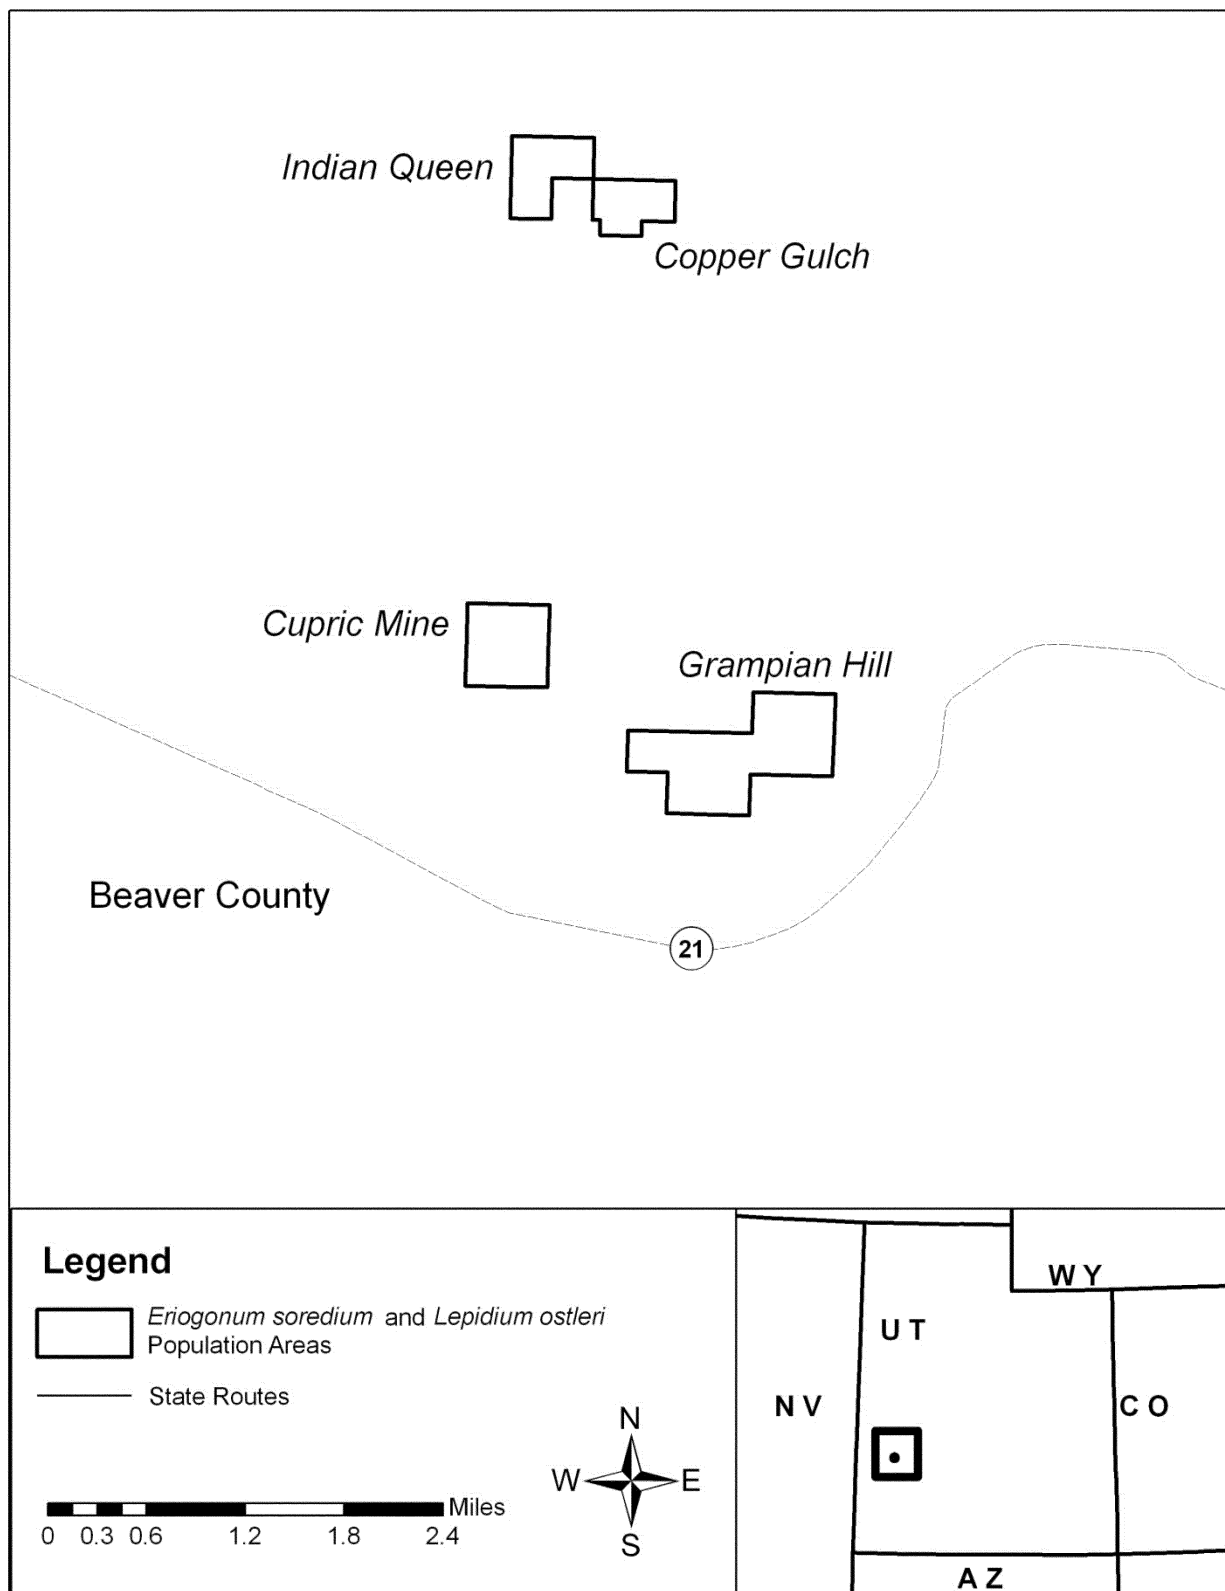 Indian Queen
Copper Gulch
Cupric Mine
Grampian Hill
Beaver County
21
Legend
Eriogonum soredium and Lepidium ostleri
Population Areas
State Routes
Miles
0 0.3 0.6 1.2 1.8 2.4
N
W E
S
WY
UT
NV
CO
AZ